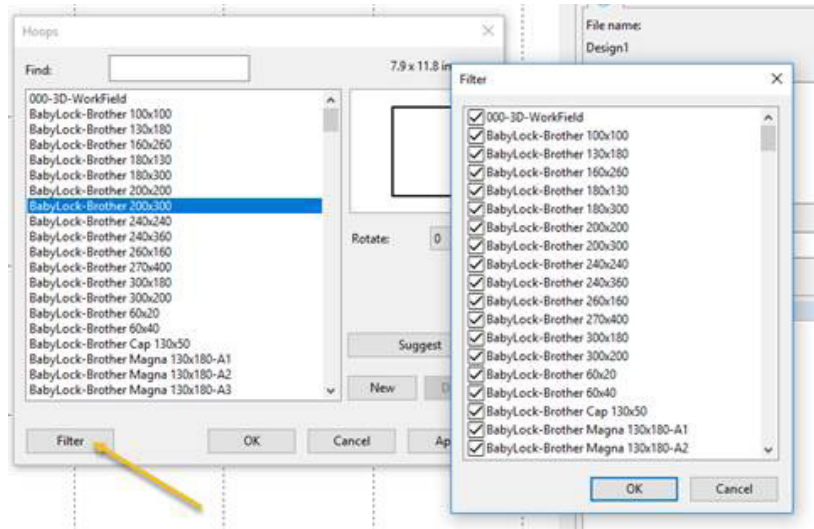 Hoops
Find:
7.9 x 11.8 in
000-3D-WorkField
BabyLock-Brother 100x100
BabyLock-Brother 130x180
BabyLock-Brother 160x260
BabyLock-Brother 180x130
BabyLock-Brother 180x300
BabyLock-Brother 200x200
BabyLock-Brother 200x300
BabyLock-Brother 240x240
BabyLock-Brother 240x360
BabyLock-Brother 260x160
BabyLock-Brother 270x400
BabyLock-Brother 300x180
BabyLock-Brother 300x200
BabyLock-Brother 60x20
BabyLock-Brother 60x40
BabyLock-Brother Cap 130x50
BabyLock-Brother Magna 130x180-A1
BabyLock-Brother Magna 130x180-A2
BabyLock-Brother Magna 130x180-A3
Rotate: 0
Suggest
New
Filter
OK
Cancel
Ap
File name:
Design1
Filter
000-3D-WorkField
BabyLock-Brother 100x100
BabyLock-Brother 130x180
BabyLock-Brother 160x260
BabyLock-Brother 180x130
BabyLock-Brother 180x300
BabyLock-Brother 200x200
BabyLock-Brother 200x300
BabyLock-Brother 240x240
BabyLock-Brother 240x360
BabyLock-Brother 260x160
BabyLock-Brother 270x400
BabyLock-Brother 300x180
BabyLock-Brother 300x200
BabyLock-Brother 60x20
BabyLock-Brother 60x40
BabyLock-Brother Cap 130x50
BabyLock-Brother Magna 130x180-A1
BabyLock-Brother Magna 130x180-A2
OK
Cancel